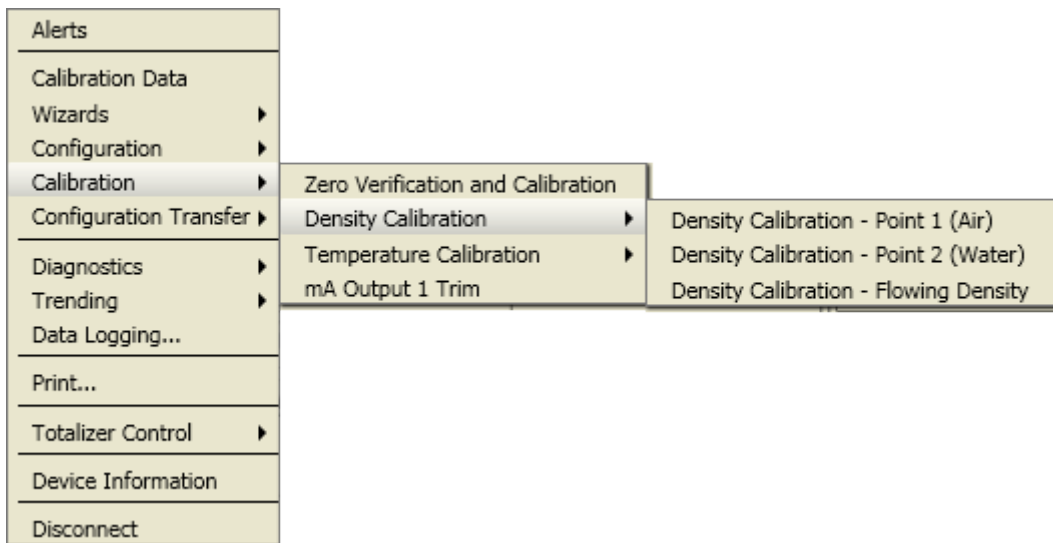 Alerts
Calibration Data
Wizards
Configuration
Calibration
Configuration Transfer
Diagnostics
Trending
Data Logging...
Print...
Totalizer Control
Device Information
Disconnect
Zero Verification and Calibration
Density Calibration
Temperature Calibration
mA Output 1 Trim
Density Calibration - Point 1 (Air)
Density Calibration - Point 2 (Water)
Density Calibration - Flowing Density